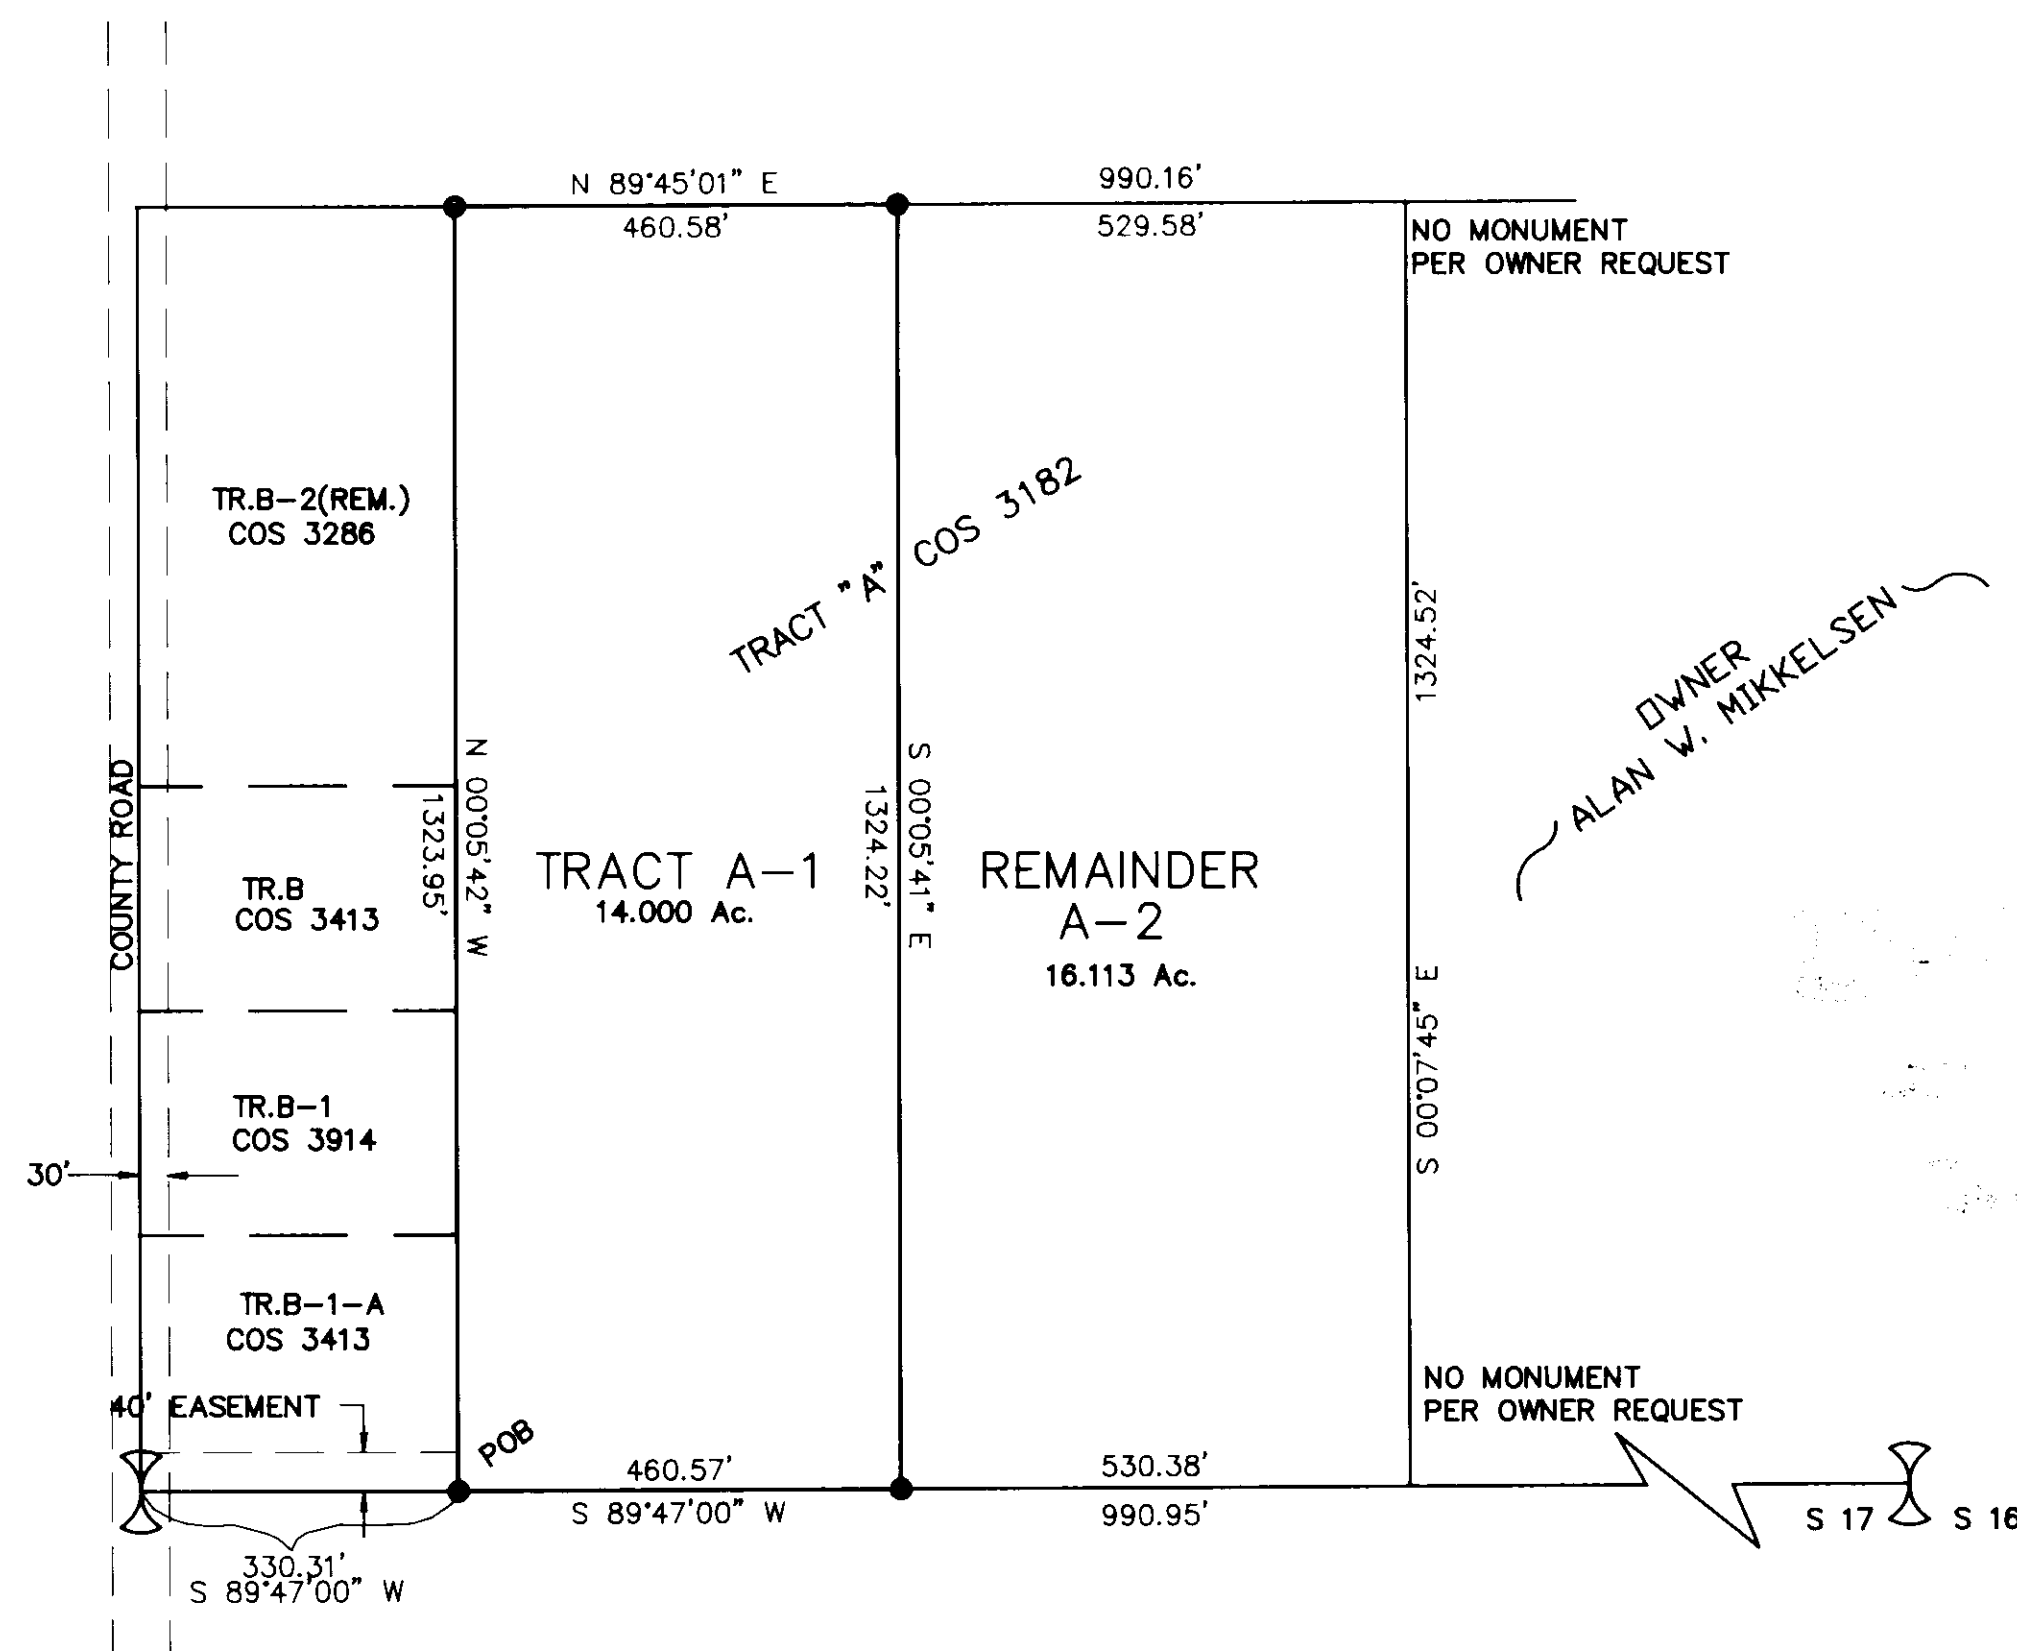 N 89°45'01" E
460.58'
990.16'
529.58'
NO MONUMENT
PER OWNER REQUEST
TR.B-2(REM.)
COS 3286
TRACT "A" COS 3182
1324.52'
S 00°07'45" E
OWNER
ALAN W. MIKKELSEN
COUNTY ROAD
N 00°05'42" W
1323.95'
S 00°05'41" E
1324.22'
TRACT A-1
14.000 Ac.
REMAINDER
A-2
16.113 Ac.
TR.B
COS 3413
TR.B-1
COS 3914
30'
TR.B-1-A
COS 3413
40' EASEMENT
POB
NO MONUMENT
PER OWNER REQUEST
460.57'
S 89°47'00" W
530.38'
990.95'
S 17
S 16
330.31'
S 89°47'00" W